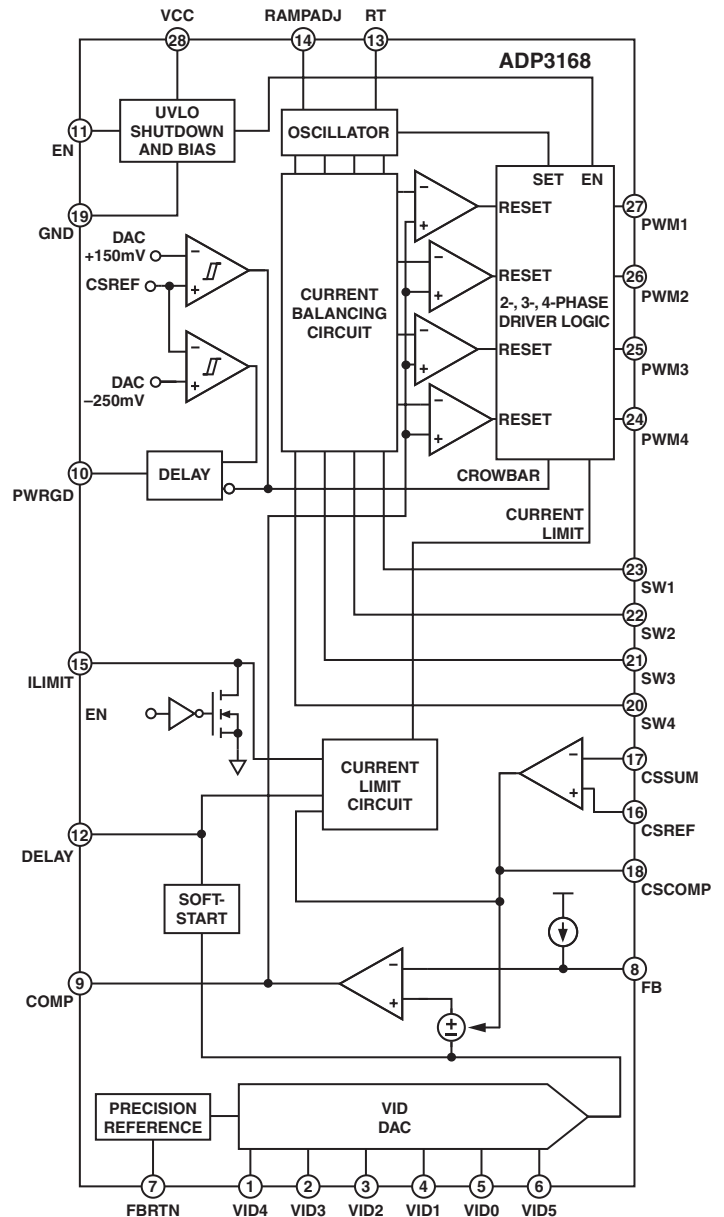 VCC
RAMPADJ RT
28
14
13
ADP3168
11
EN
UVLO
SHUTDOWN
AND BIAS
OSCILLATOR
SET EN
19
GND
DAC
+150mV
CSREF
DAC
–250mV
CURRENT
BALANCING
CIRCUIT
RESET
RESET
2-, 3-, 4-PHASE
DRIVER LOGIC
RESET
RESET
27
PWM1
26
PWM2
25
PWM3
24
PWM4
10
PWRGD
DELAY
CROWBAR
CURRENT
LIMIT
23
SW1
22
SW2
21
SW3
20
SW4
15
ILIMIT
EN
CURRENT
LIMIT
CIRCUIT
17
CSSUM
16
CSREF
12
DELAY
18
CSCOMP
SOFT-
START
9
COMP
8
FB
PRECISION
REFERENCE
VID
DAC
7
FBRTN
1
VID4
2
VID3
3
VID2
4
VID1
5
VID0
6
VID5